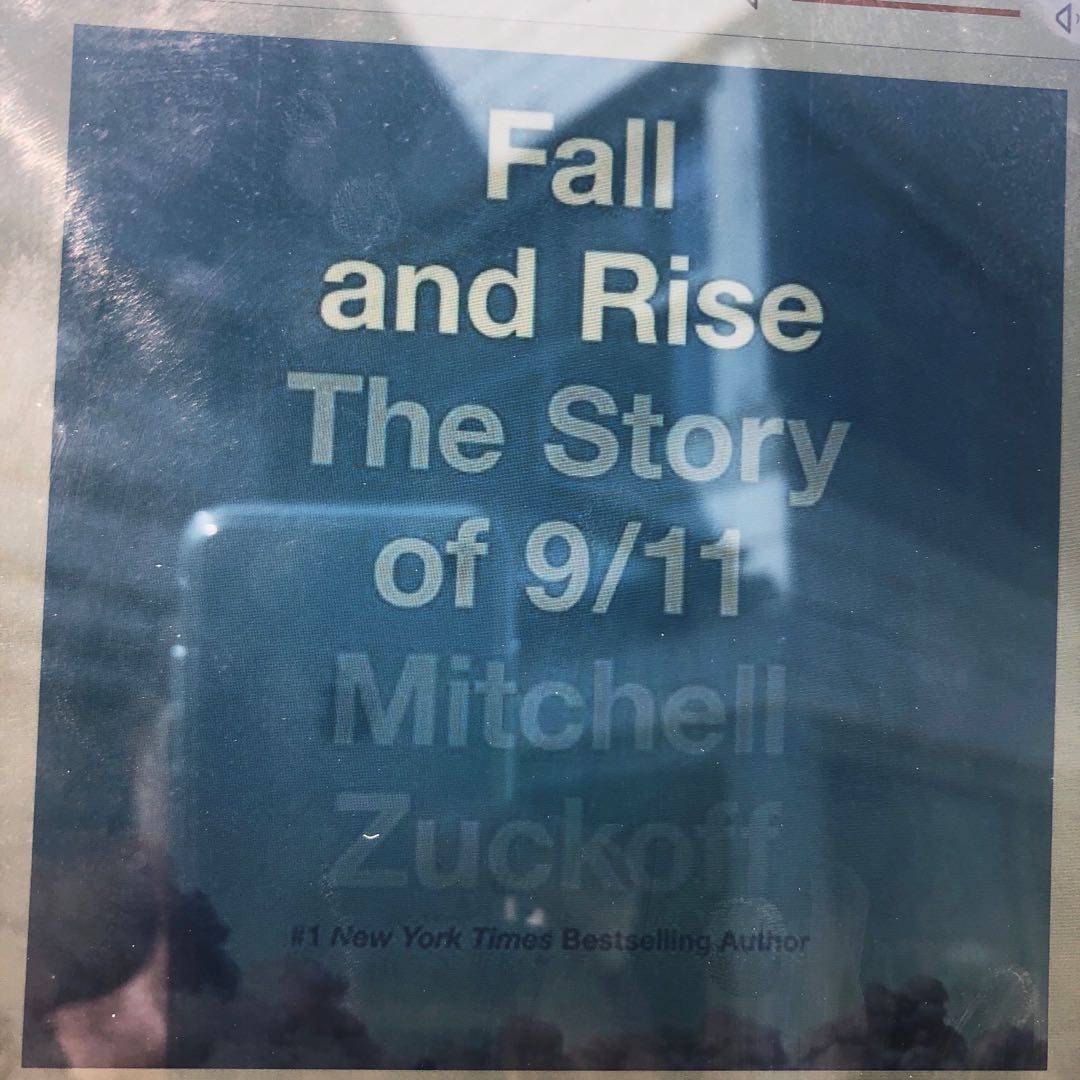 Fall
and Rise
The Story
of 9/11
Mitchell
Zuckoff
#1 New York Times Bestselling Author